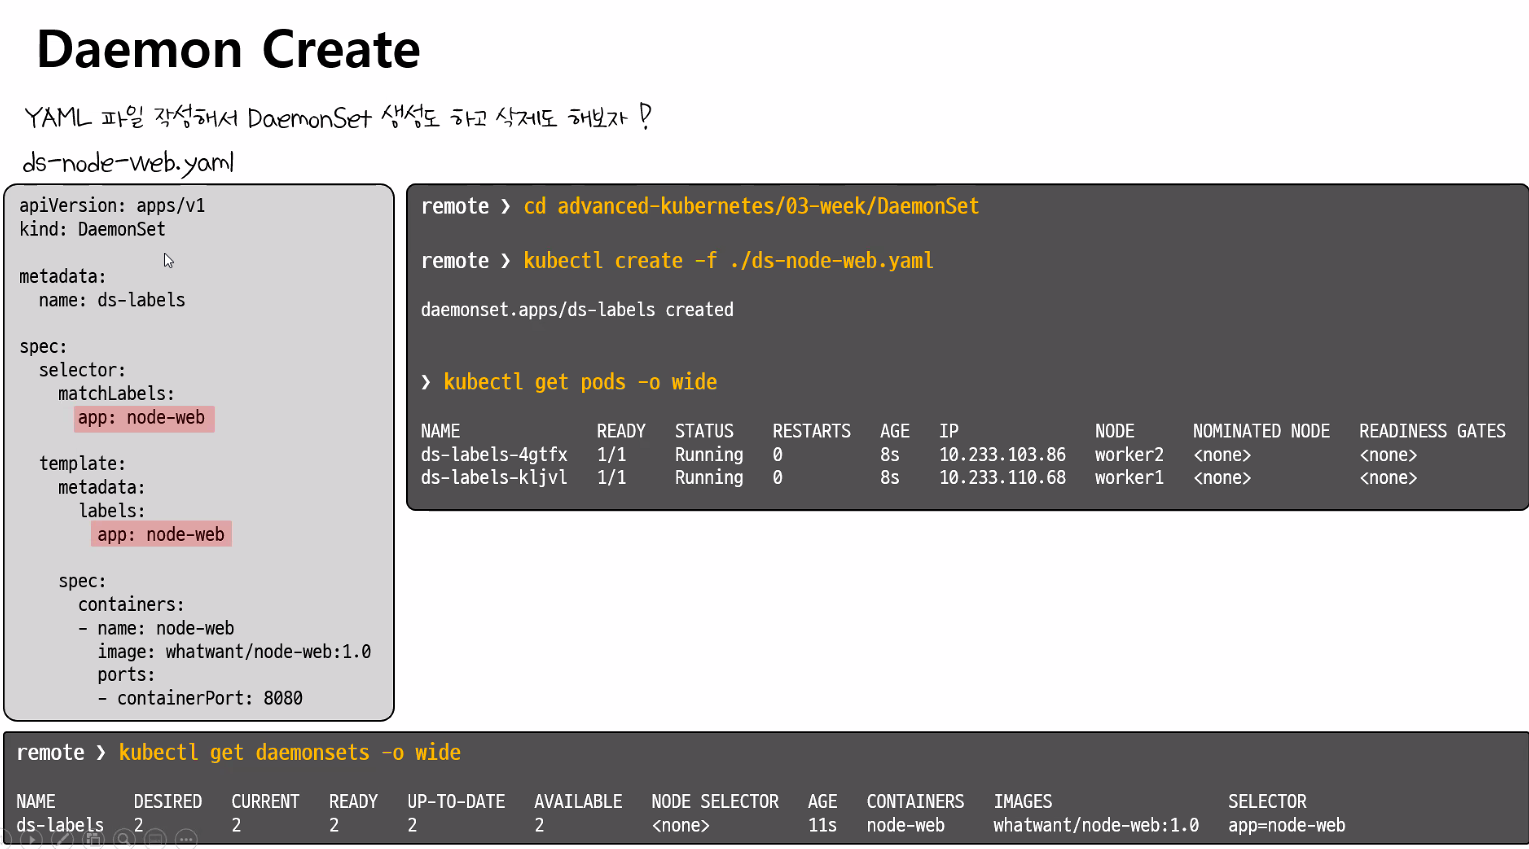 Daemon Create
YAML 파일 작성해서 DaemonSet 생성도 하고 삭제도 해보자 !
ds-node-web.yaml
apiVersion: apps/v1
kind: DaemonSet
metadata:
  name: ds-labels
spec:
  selector:
    matchLabels:
      app: node-web
  template:
    metadata:
      labels:
        app: node-web
    spec:
      containers:
      - name: node-web
        image: whatwant/node-web:1.0
        ports:
        - containerPort: 8080
remote ❯ cd advanced-kubernetes/03-week/DaemonSet
remote ❯ kubectl create -f ./ds-node-web.yaml
daemonset.apps/ds-labels created
❯ kubectl get pods -o wide
NAME READY STATUS RESTARTS AGE IP NODE NOMINATED NODE READINESS GATES
ds-labels-4gtfx 1/1 Running 0 8s 10.233.103.86 worker2 <none> <none>
ds-labels-kljvl 1/1 Running 0 8s 10.233.110.68 worker1 <none> <none>
remote ❯ kubectl get daemonsets -o wide
NAME DESIRED CURRENT READY UP-TO-DATE AVAILABLE NODE SELECTOR AGE CONTAINERS IMAGES SELECTOR
ds-labels 2 2 2 2 2 <none> 11s node-web whatwant/node-web:1.0 app=node-web